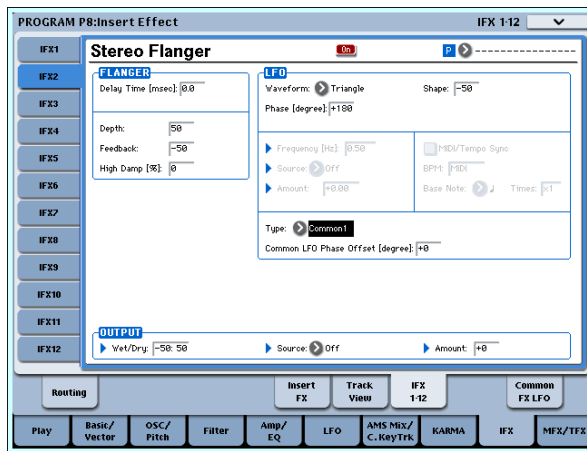 PROGRAM P8:Insert Effect IFX 1-12
IFX1
IFX2
IFX3
IFX4
IFX5
IFX6
IFX7
IFX8
IFX9
IFX10
IFX11
IFX12
Stereo Flanger On P ----------------
FLANGER
Delay Time [msec]: 0.0
Depth: 50
Feedback: -50
High Damp [%]: 0
LFO
Waveform: Triangle Shape: -50
Phase [degree]: +180
Frequency [Hz]: 0.50 MIDI/Tempo Sync
Source: Off BPM: MIDI
Amount: +0.00 Base Note: ♩ Times: x1
Type: Common1
Common LFO Phase Offset [degree]: +0
OUTPUT
Wet/Dry: -50: 50 Source: Off Amount: +0
Routing
Insert FX
Track View
IFX 1-12
Common FX LFO
Play
Basic/ Vector
OSC/ Pitch
Filter
Amp/ EQ
LFO
AMS Mix/ C.KeyTrk
KARMA
IFX
MFX/TFX